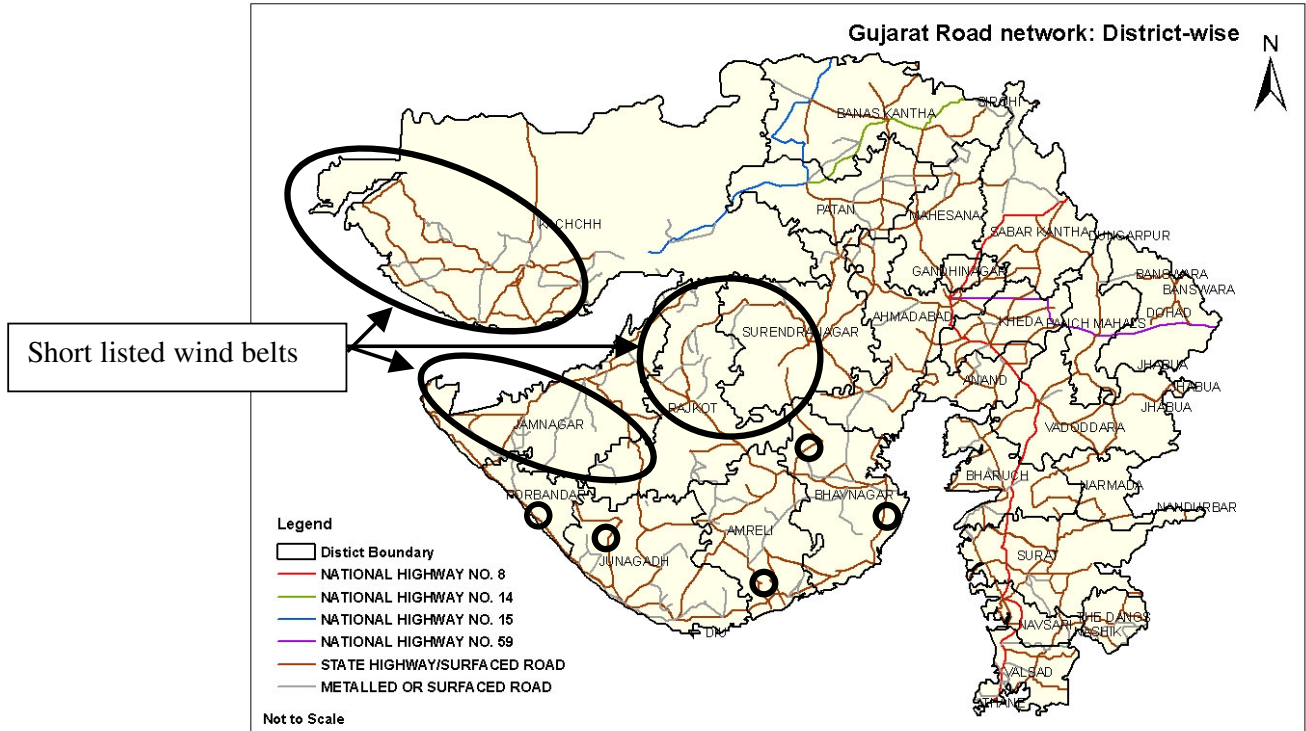 Gujarat Road network: District-wise
N
BANAS KANTHA
SIROHI
KACHCHH
PATAN
MAHESANA
SABAR KANTHA
DUNGARPUR
GANDHINAGAR
BANSWARA
BANSWARA
SURENDRANAGAR
AHMADABAD
KHEDA
PANCH MAHALS
DOHAD
Short listed wind belts
JHABUA
ANAND
JHABUA
RAJKOT
JHABUA
JAMNAGAR
VADODDARA
BHARUCH
PORBANDAR
BHAVNAGAR
NARMADA
NANDURBAR
AMRELI
JUNAGADH
SURAT
DIU
NAVSARI
THE DANGS
NASHIK
VALSAD
THANE
Legend
Distict Boundary
NATIONAL HIGHWAY NO. 8
NATIONAL HIGHWAY NO. 14
NATIONAL HIGHWAY NO. 15
NATIONAL HIGHWAY NO. 59
STATE HIGHWAY/SURFACED ROAD
METALLED OR SURFACED ROAD
Not to Scale